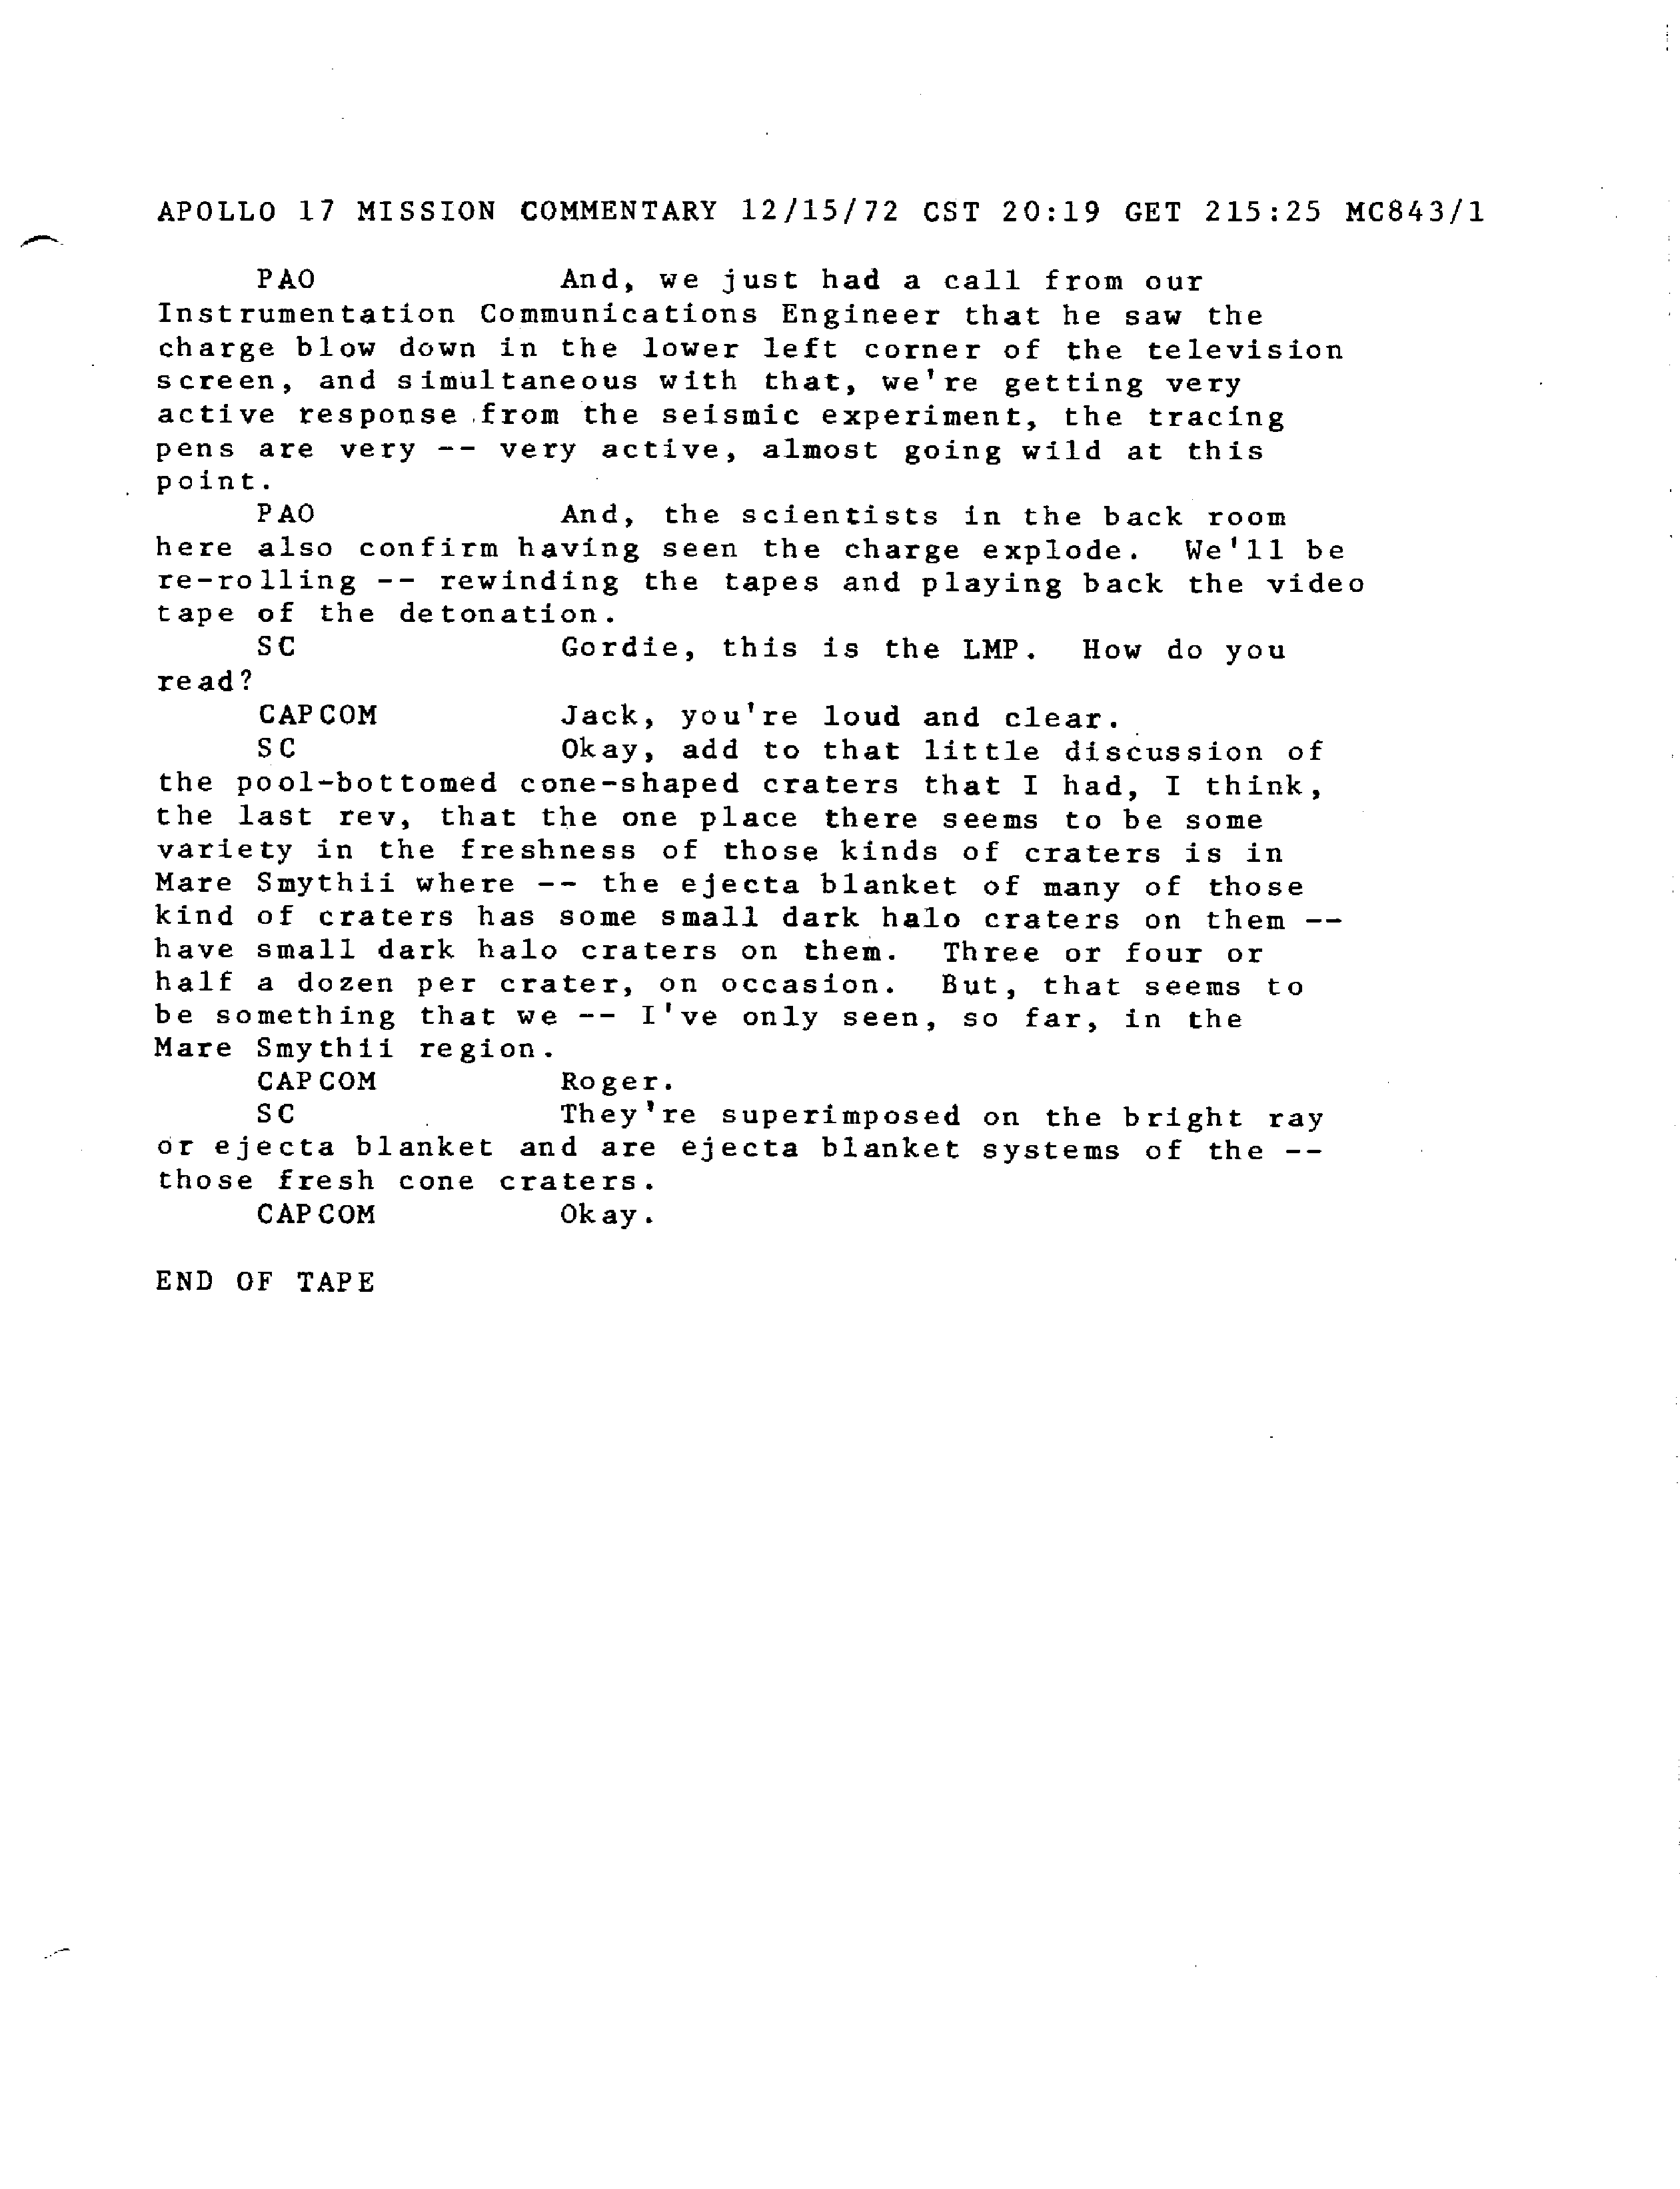 APOLLO 17 MISSION COMMENTARY 12/15/72 CST 20:19 GET 215:25 MC843/1
PAO And, we just had a call from our
Instrumentation Communications Engineer that he saw the
charge blow down in the lower left corner of the television
screen, and simultaneous with that, we're getting very
active response from the seismic experiment, the tracing
pens are very -- very active, almost going wild at this
point.
PAO And, the scientists in the back room
here also confirm having seen the charge explode. We'll be
re-rolling -- rewinding the tapes and playing back the video
tape of the detonation.
SC Gordie, this is the LMP. How do you
read?
CAPCOM Jack, you're loud and clear.
SC Okay, add to that little discussion of
the pool-bottomed cone-shaped craters that I had, I think,
the last rev, that the one place there seems to be some
variety in the freshness of those kinds of craters is in
Mare Smythii where -- the ejecta blanket of many of those
kind of craters has some small dark halo craters on them --
have small dark halo craters on them. Three or four or
half a dozen per crater, on occasion. But, that seems to
be something that we -- I've only seen, so far, in the
Mare Smythii region.
CAPCOM Roger.
SC They're superimposed on the bright ray
or ejecta blanket and are ejecta blanket systems of the --
those fresh cone craters.
CAPCOM Okay.
END OF TAPE